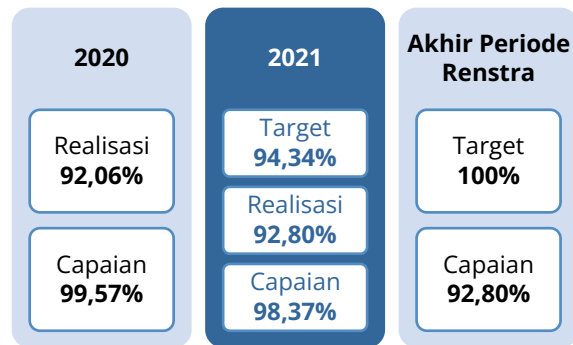 2020
Realisasi
92,06%
Capaian
99,57%
2021
Target
94,34%
Realisasi
92,80%
Capaian
98,37%
Akhir Periode
Renstra
Target
100%
Capaian
92,80%